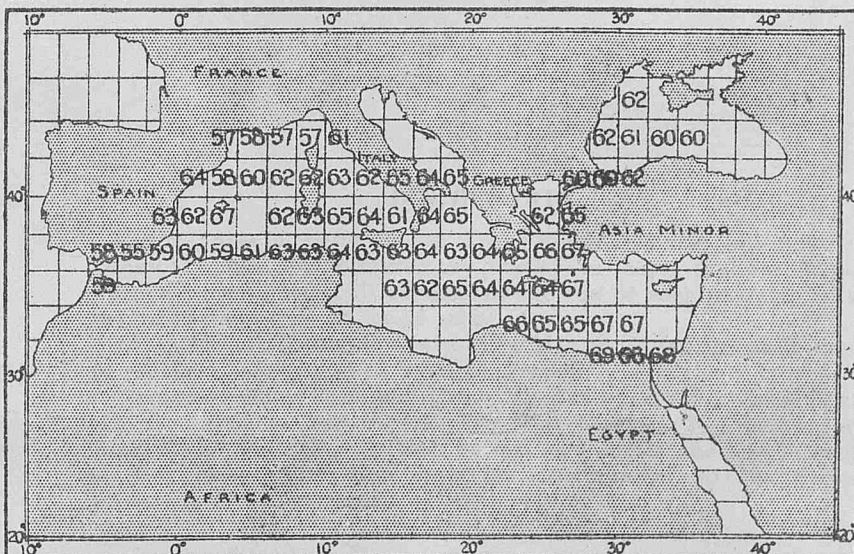 10° 0° 10° 20° 30° 40°
FRANCE
62
57 58 57 57 61
62 61 60 60
ITALY
64 58 60 62 62 63 62 65 64 65 GREECE 60 60 62
40° SPAIN 40°
63 62 67 62 63 65 64 61 64 65 62 65
ASIA MINOR
58 55 59 60 59 61 63 63 64 63 63 64 63 64 65 66 67
59 63 62 65 64 64 64 67
66 65 65 67 67
69 68 68
30° 30°
EGYPT
AFRICA
20° 20°
10° 0° 10° 20° 30° 40°